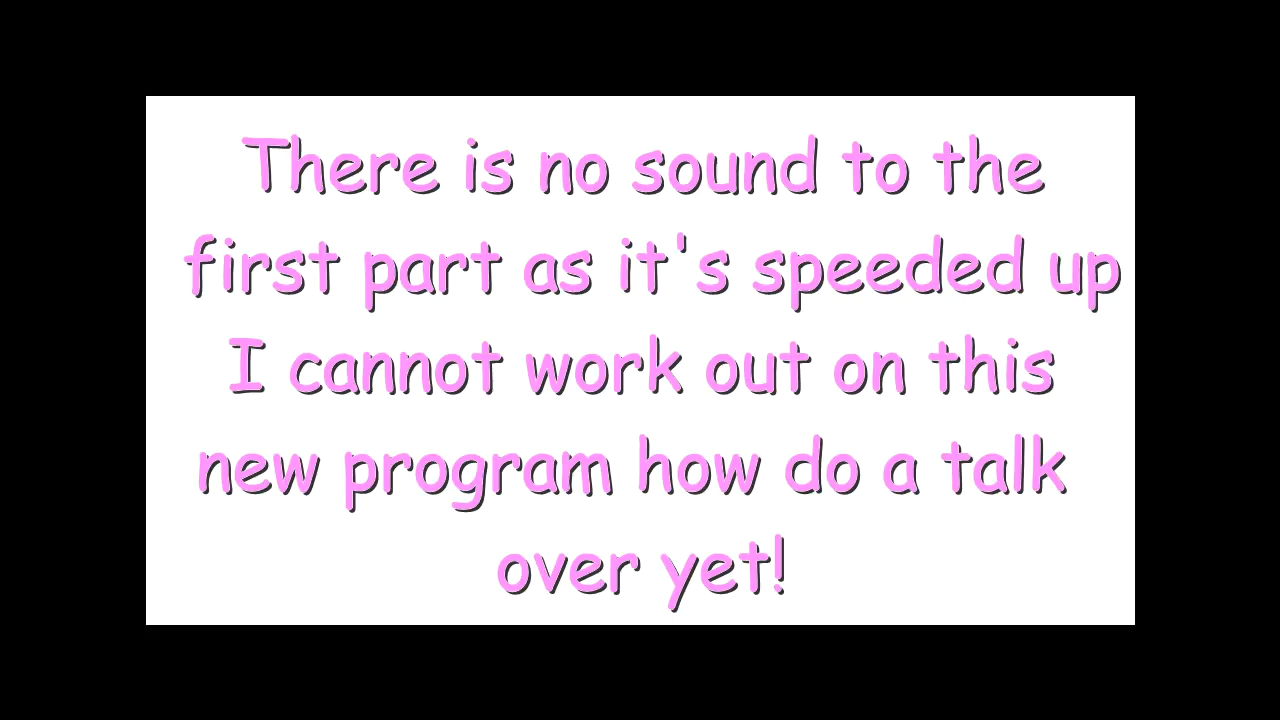 There is no sound to the
first part as it's speeded up
I cannot work out on this
new program how do a talk
over yet!